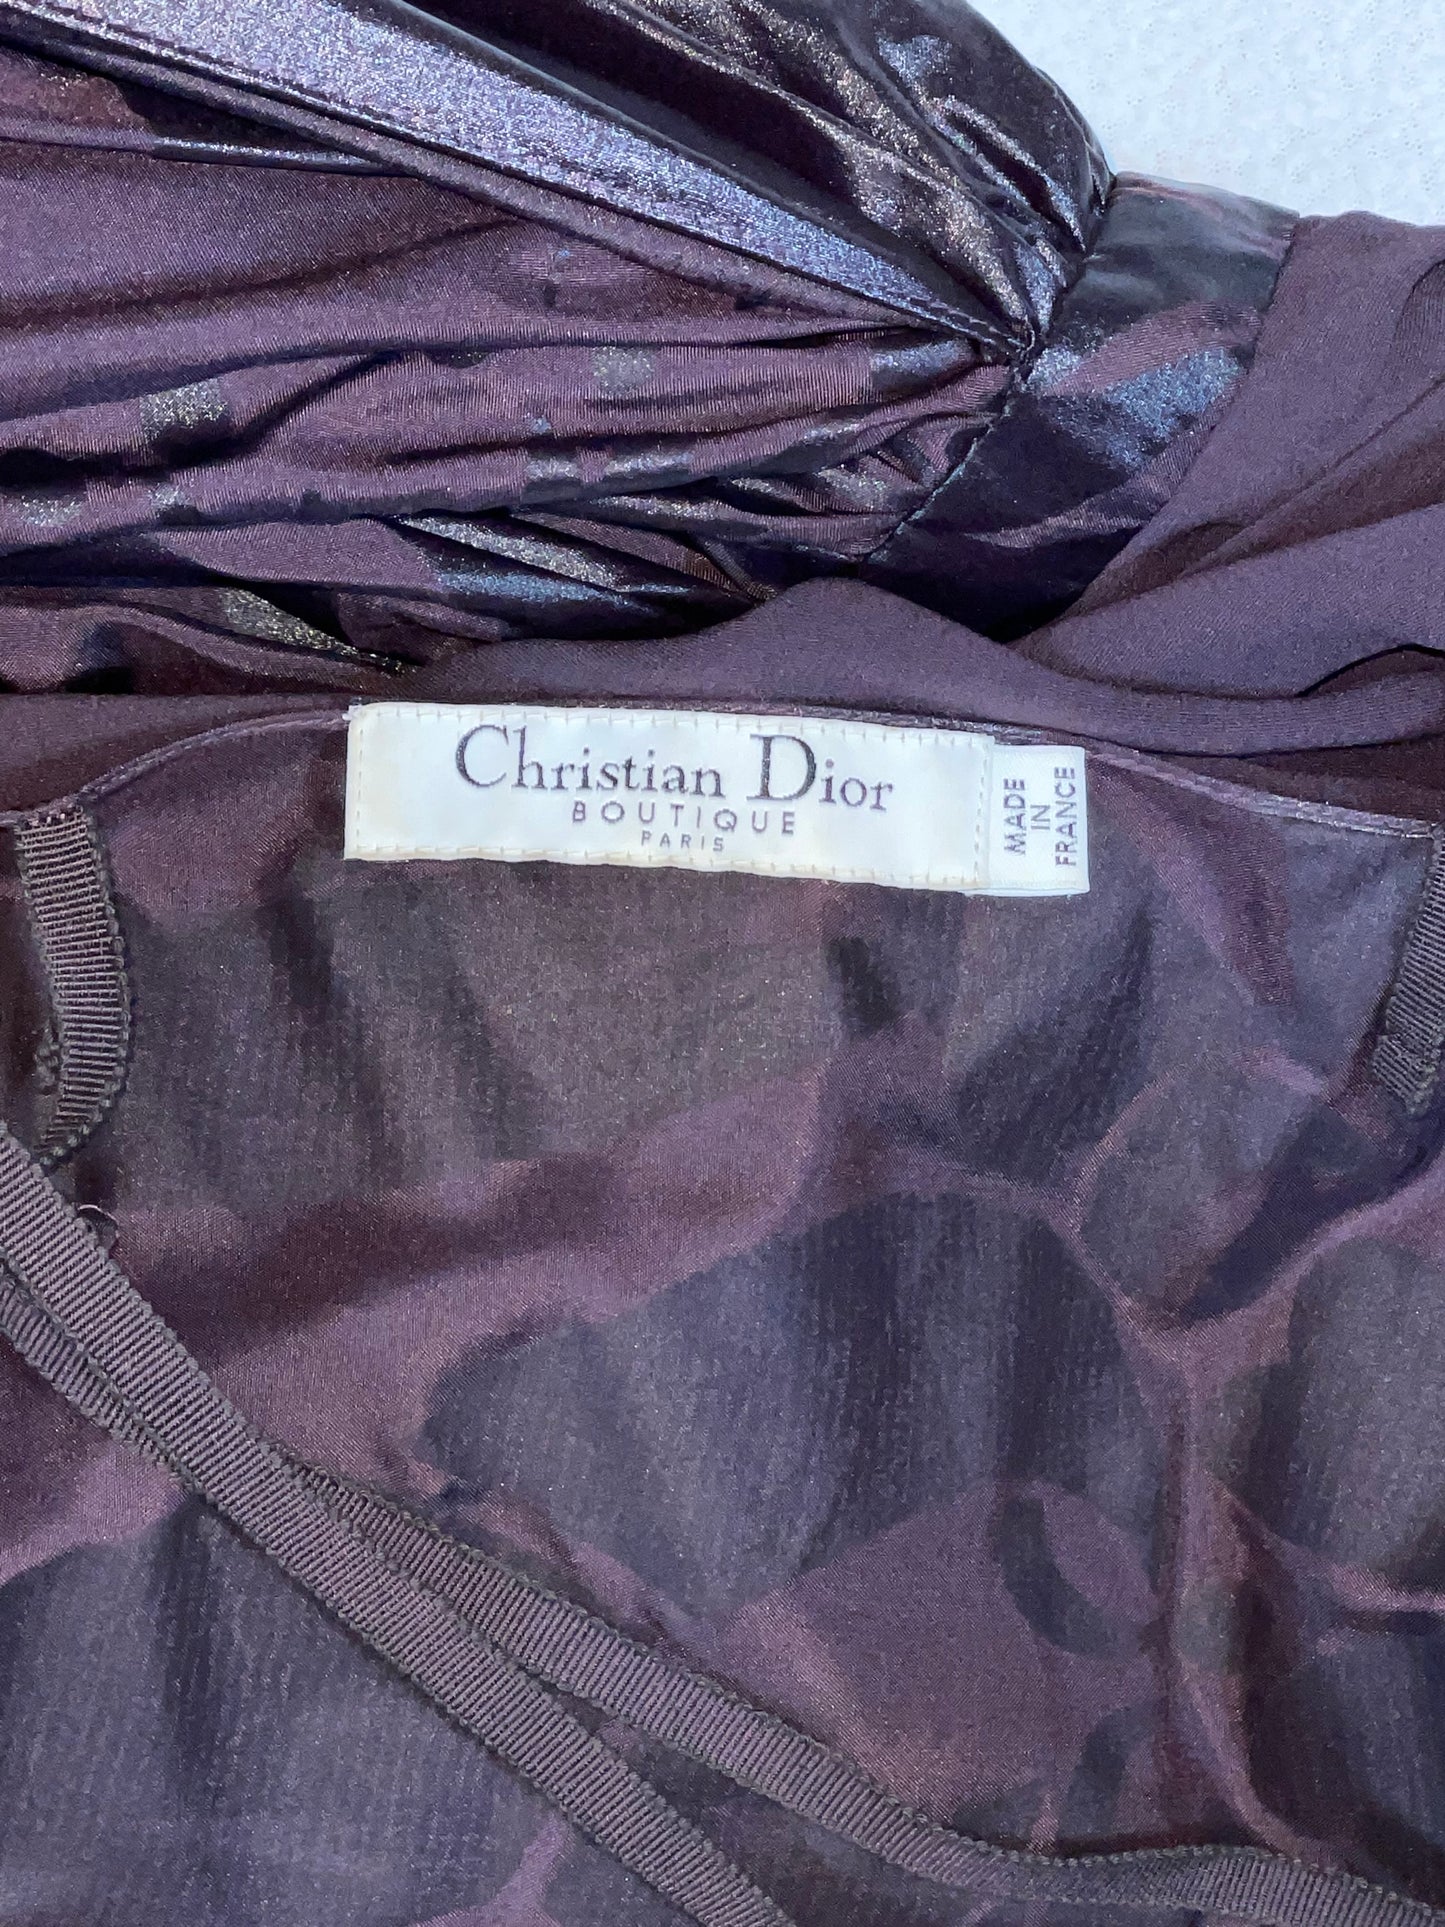 Christian Dior
BOUTIQUE
PARIS
MADE
IN
FRANCE